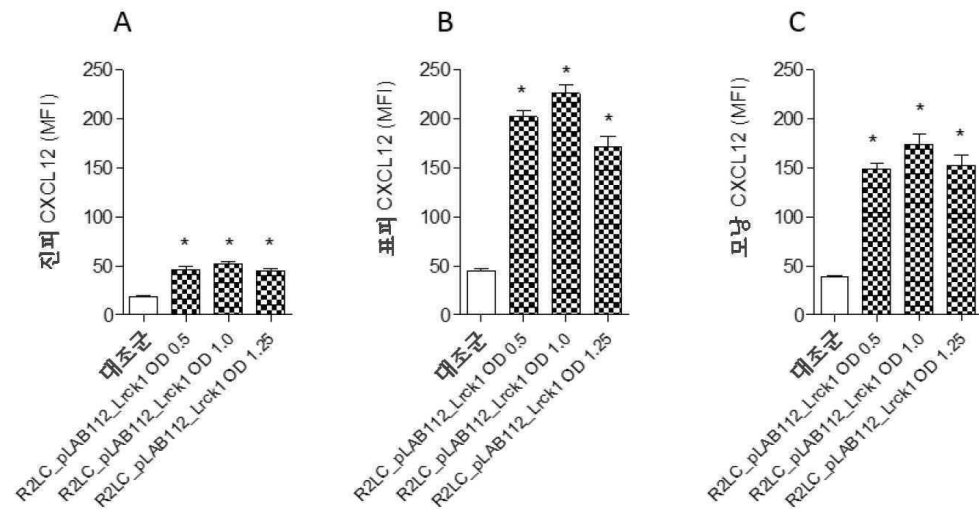 A
진피 CXCL12 (MFI)
250
200
150
100
50
0
*
*
*
대조군
R2LC_pLAB112_Lrck1 OD 0.5
R2LC_pLAB112_Lrck1 OD 1.0
R2LC_pLAB112_Lrck1 OD 1.25
B
표피 CXCL12 (MFI)
250
200
150
100
50
0
*
*
*
대조군
R2LC_pLAB112_Lrck1 OD 0.5
R2LC_pLAB112_Lrck1 OD 1.0
R2LC_pLAB112_Lrck1 OD 1.25
C
모낭 CXCL12 (MFI)
250
200
150
100
50
0
*
*
*
대조군
R2LC_pLAB112_Lrck1 OD 0.5
R2LC_pLAB112_Lrck1 OD 1.0
R2LC_pLAB112_Lrck1 OD 1.25